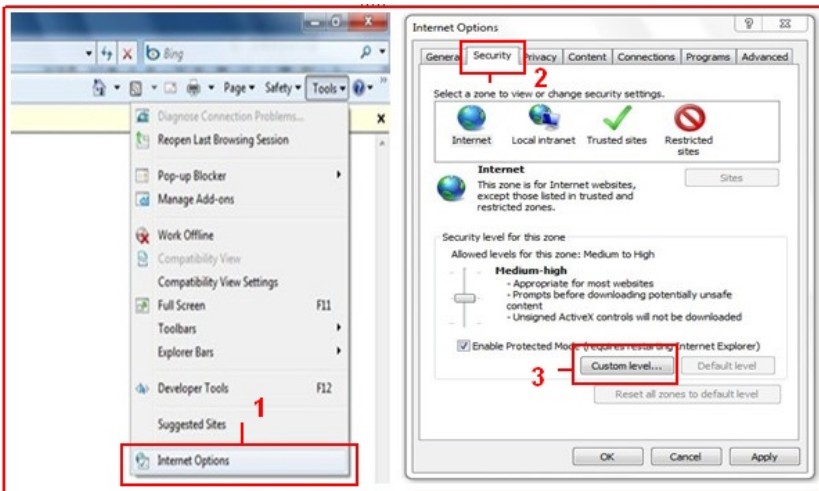 Bing
Page Safety Tools
Diagnose Connection Problems...
Reopen Last Browsing Session
Pop-up Blocker
Manage Add-ons
Work Offline
Compatibility View
Compatibility View Settings
Full Screen F11
Toolbars
Explorer Bars
Developer Tools F12
1
Suggested Sites
Internet Options
Internet Options
General Security Privacy Content Connections Programs Advanced
2
Select a zone to view or change security settings.
Internet Local intranet Trusted sites Restricted
sites
Internet
Sites
This zone is for Internet websites,
except those listed in trusted and
restricted zones.
Security level for this zone
Allowed levels for this zone: Medium to High
Medium-high
- Appropriate for most websites
- Prompts before downloading potentially unsafe
content
- Unsigned ActiveX controls will not be downloaded
Enable Protected Mode (requires restarting Internet Explorer)
3
Custom level... Default level
Reset all zones to default level
OK Cancel Apply